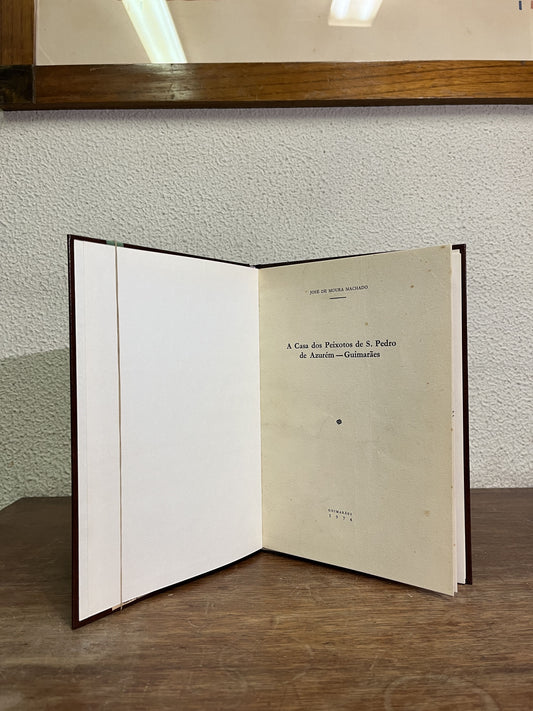 JOSÉ DE MOURA MACHADO
A Casa dos Peixotos de S. Pedro
de Azurém — Guimarães
GUIMARÃES